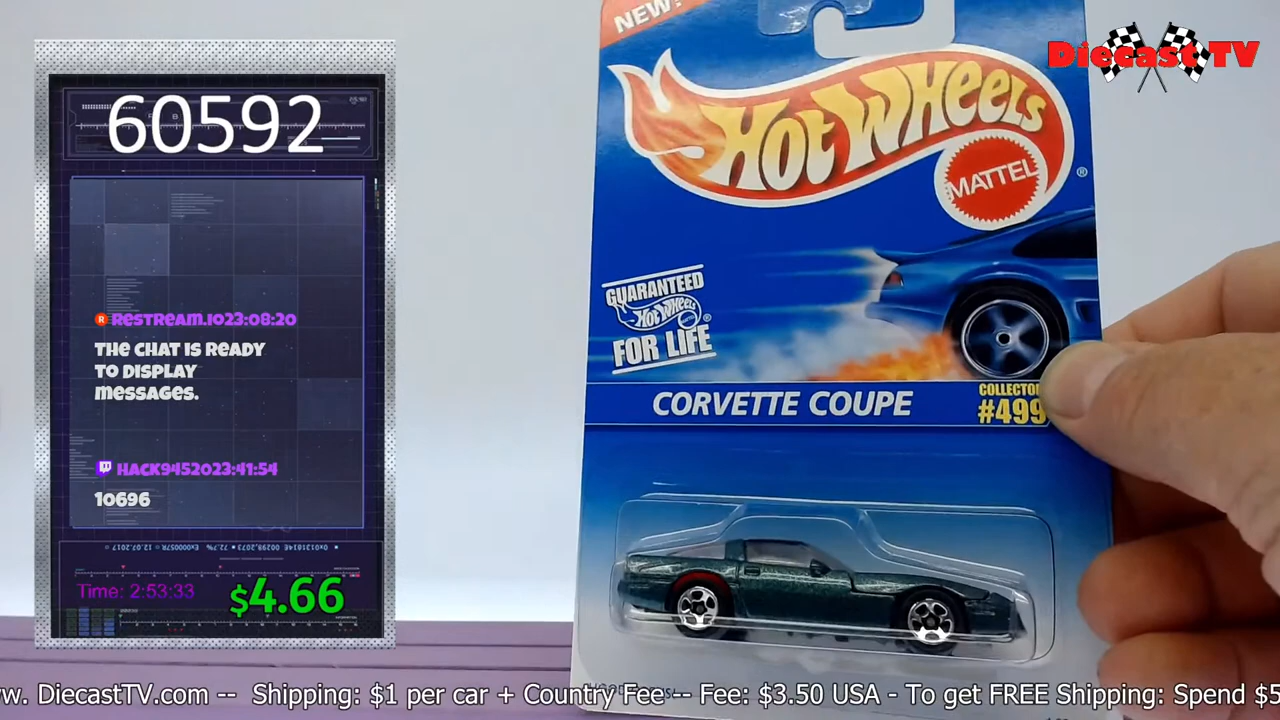 60592
RESTREAM.IO23:08:20
THE CHAT IS READY
TO DISPLAY
MESSAGES.
HACK9452023:41:54
10696
Time: 2:53:33
$4.66
NEW!
HOT WHEELS
MATTEL
®
GUARANTEED
HOT WHEELS
FOR LIFE
CORVETTE COUPE
COLLECTO
#499
Diecast TV
w. DiecastTV.com -- Shipping: $1 per car + Country Fee -- Fee: $3.50 USA - To get FREE Shipping: Spend $5